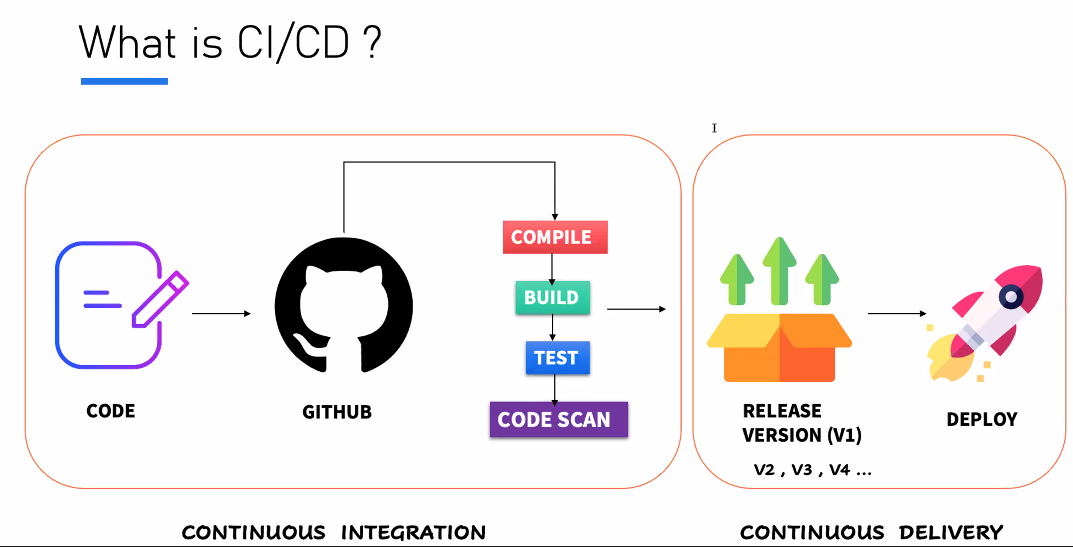 What is CI/CD ?
COMPILE
BUILD
TEST
CODE SCAN
CODE
GITHUB
RELEASE
VERSION (V1)
V2 , V3 , V4 ...
DEPLOY
CONTINUOUS INTEGRATION
CONTINUOUS DELIVERY